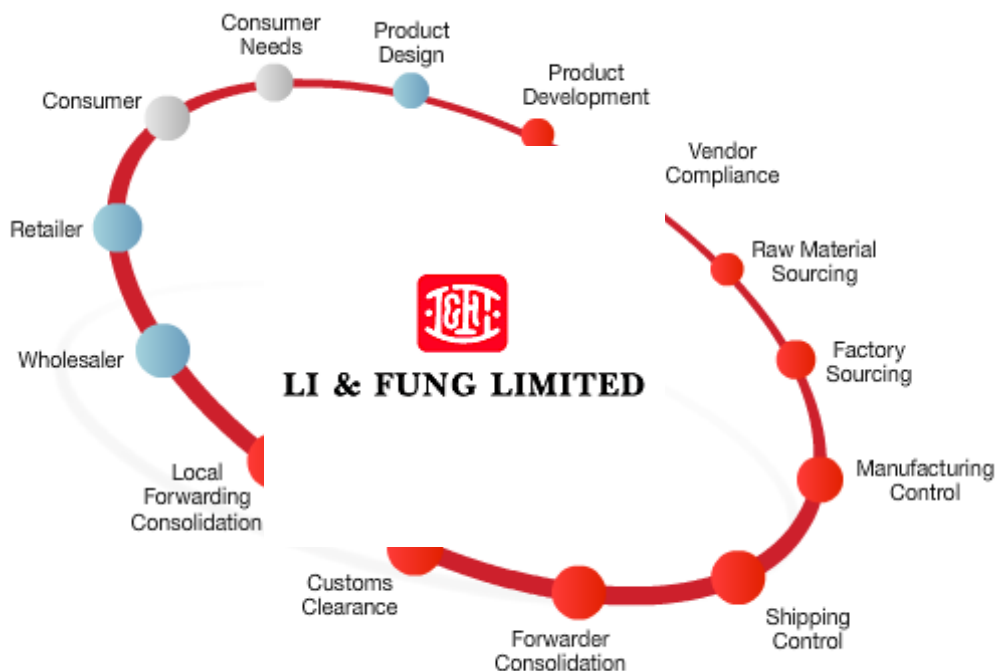 Consumer
Needs
Product
Design
Product
Development
Consumer
Vendor
Compliance
Retailer
Raw Material
Sourcing
Wholesaler
Factory
Sourcing
LI & FUNG LIMITED
Local
Forwarding
Consolidation
Manufacturing
Control
Customs
Clearance
Forwarder
Consolidation
Shipping
Control